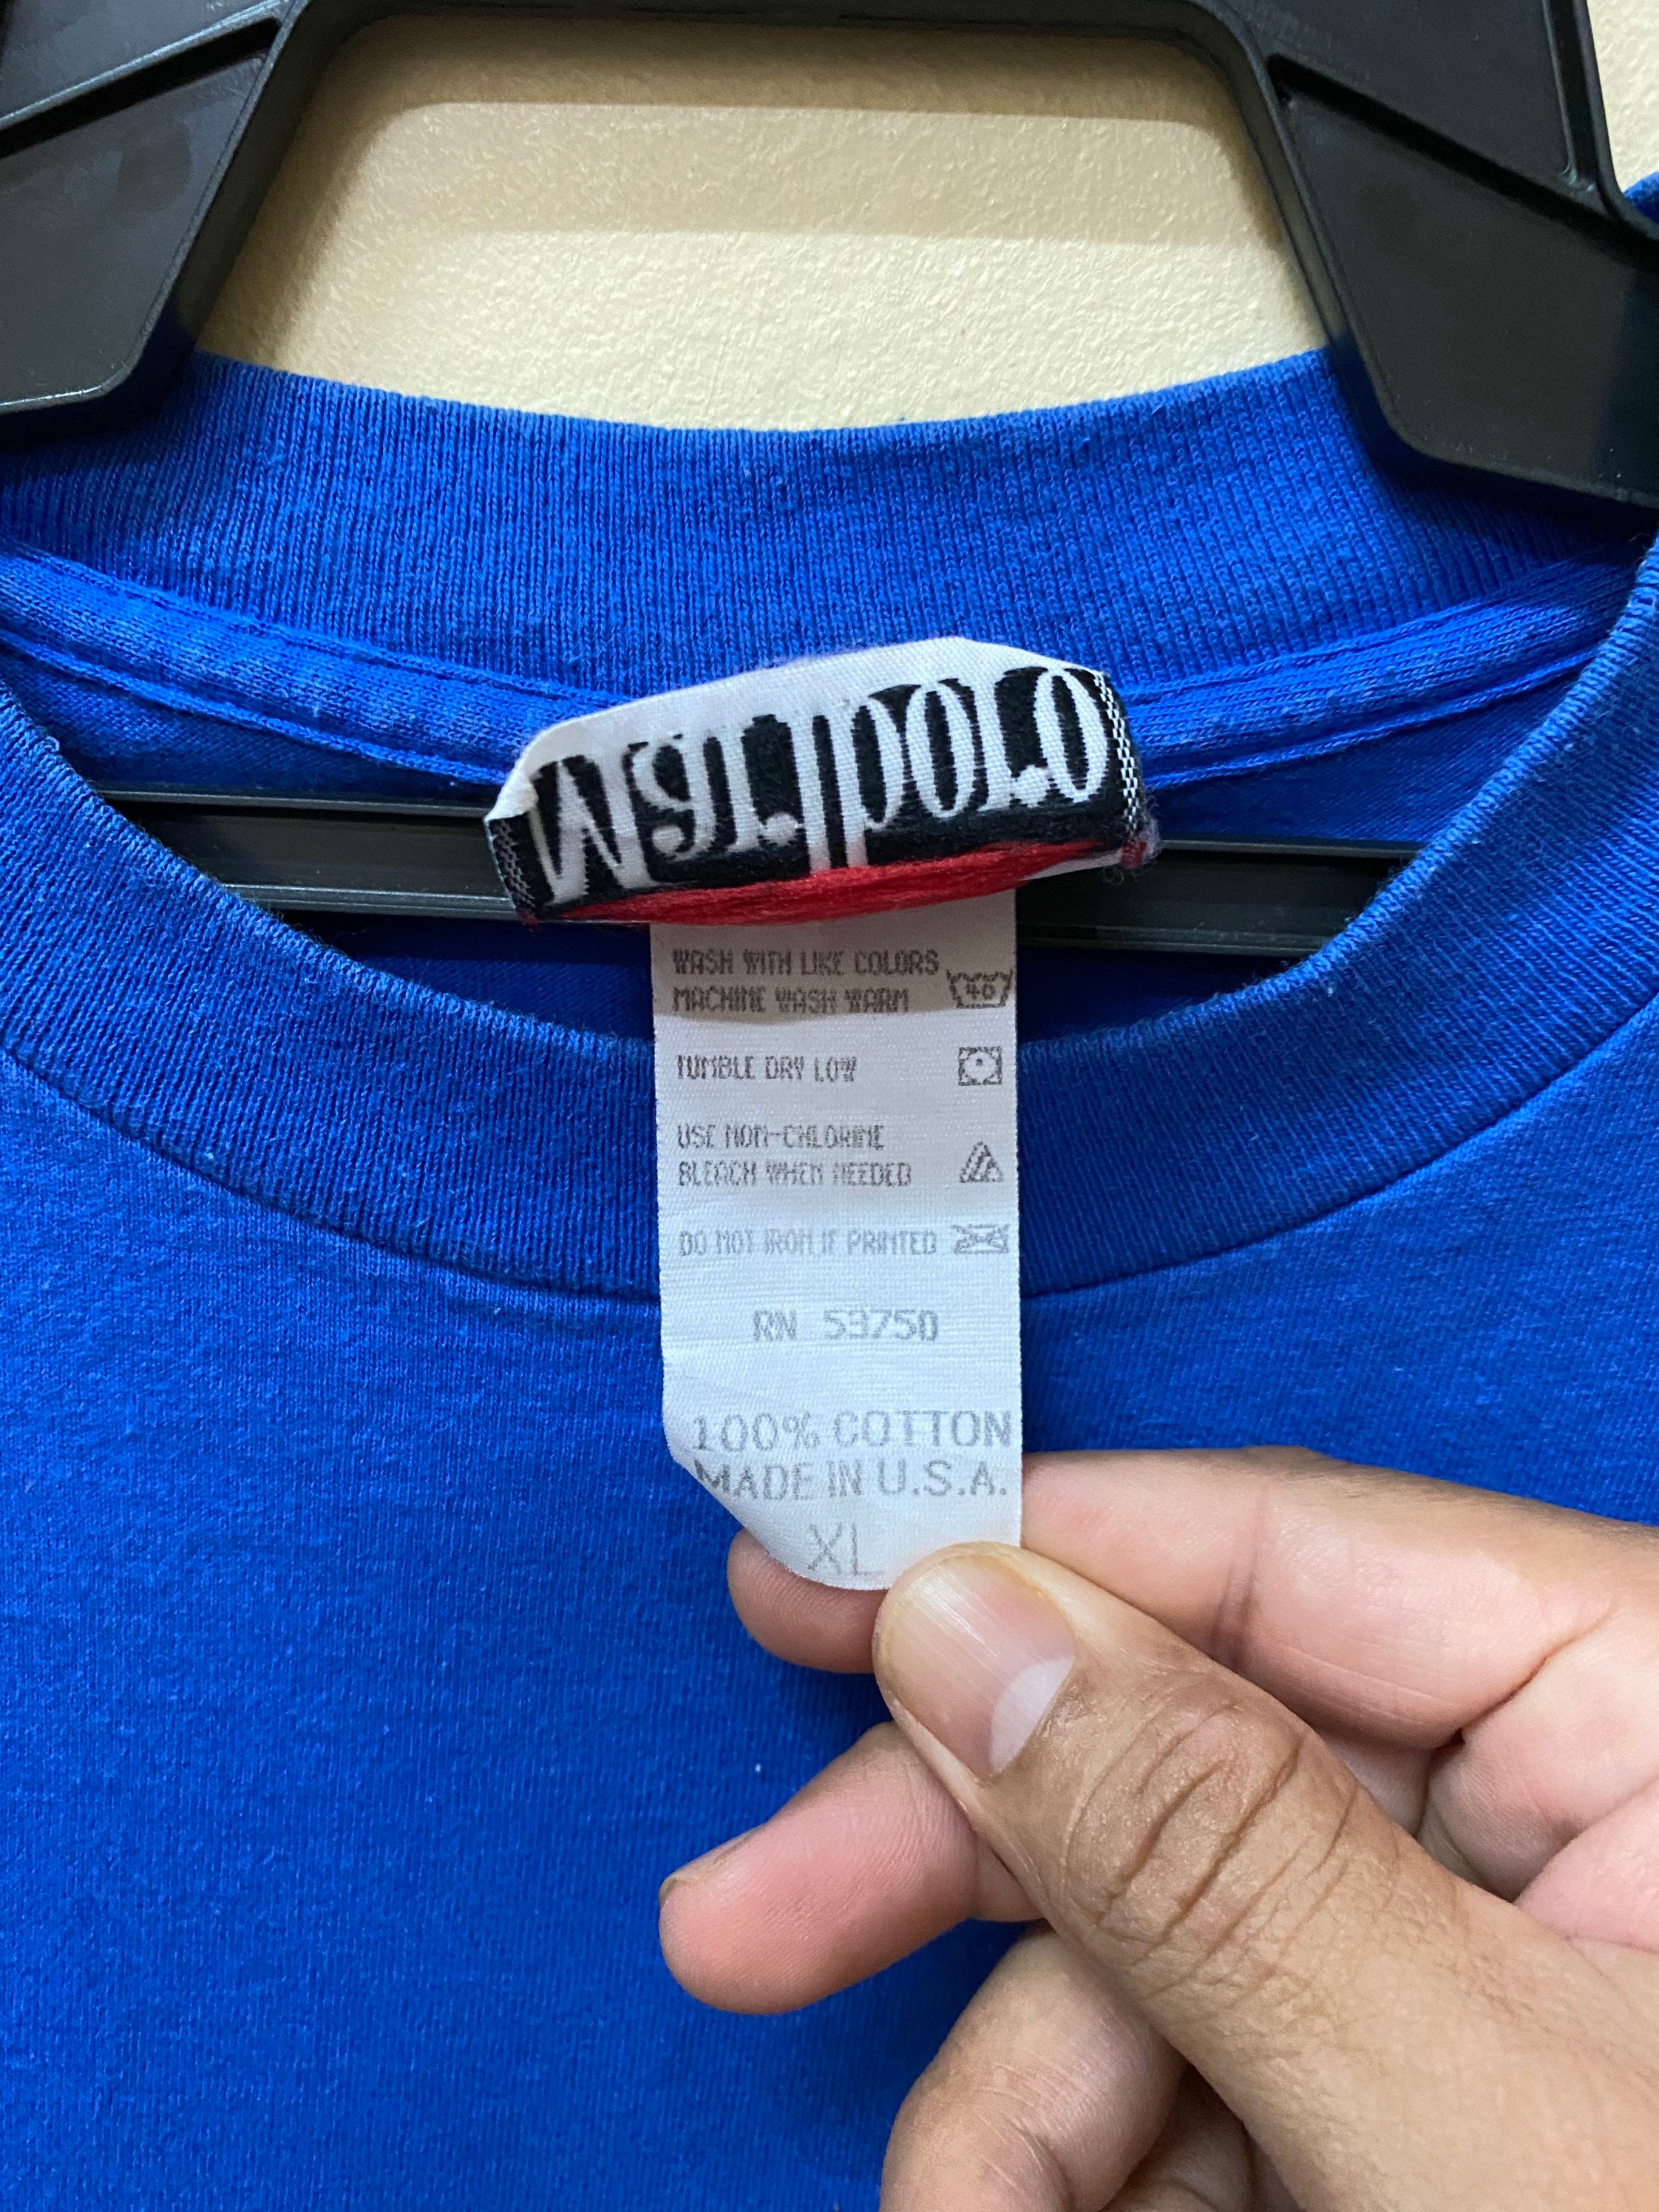 WASH WITH LIKE COLORS
MACHINE WASH WARM 40
TUMBLE DRY LOW
USE NON-CHLORINE
BLEACH WHEN NEEDED
DO NOT IRON IF PRINTED
RN 53750
100% COTTON
MADE IN U.S.A.
XL